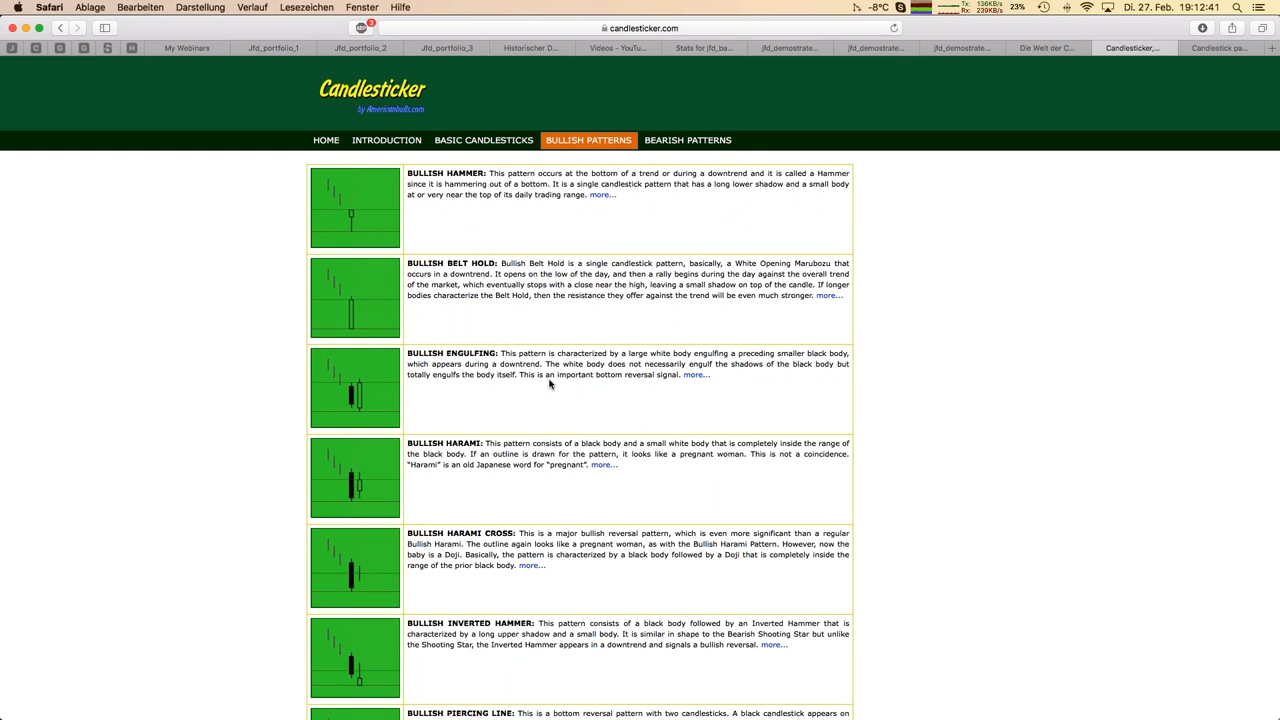 Safari Ablage Bearbeiten Darstellung Verlauf Lesezeichen Fenster Hilfe
-8°C
Tx: 136KB/s
Rx: 239KB/s
23%
Di. 27. Feb. 19:12:41
3
candlesticker.com
J C G G S H My Webinars Jfd_portfolio_1 Jfd_portfolio_2 Jfd_portfolio_3 Historischer D... Videos - YouTu... Stats for jfd_ba... jfd_demostrate... jfd_demostrate... jfd_demostrate... Die Welt der C... Candlesticker,... Candlestick pa...
Candlesticker
by Americanbulls.com
HOME INTRODUCTION BASIC CANDLESTICKS BULLISH PATTERNS BEARISH PATTERNS
BULLISH HAMMER: This pattern occurs at the bottom of a trend or during a downtrend and it is called a Hammer
since it is hammering out of a bottom. It is a single candlestick pattern that has a long lower shadow and a small body
at or very near the top of its daily trading range. more...
BULLISH BELT HOLD: Bullish Belt Hold is a single candlestick pattern, basically, a White Opening Marubozu that
occurs in a downtrend. It opens on the low of the day, and then a rally begins during the day against the overall trend
of the market, which eventually stops with a close near the high, leaving a small shadow on top of the candle. If longer
bodies characterize the Belt Hold, then the resistance they offer against the trend will be even much stronger. more...
BULLISH ENGULFING: This pattern is characterized by a large white body engulfing a preceding smaller black body,
which appears during a downtrend. The white body does not necessarily engulf the shadows of the black body but
totally engulfs the body itself. This is an important bottom reversal signal. more...
BULLISH HARAMI: This pattern consists of a black body and a small white body that is completely inside the range of
the black body. If an outline is drawn for the pattern, it looks like a pregnant woman. This is not a coincidence.
“Harami” is an old Japanese word for “pregnant”. more...
BULLISH HARAMI CROSS: This is a major bullish reversal pattern, which is even more significant than a regular
Bullish Harami. The outline again looks like a pregnant woman, as with the Bullish Harami Pattern. However, now the
baby is a Doji. Basically, the pattern is characterized by a black body followed by a Doji that is completely inside the
range of the prior black body. more...
BULLISH INVERTED HAMMER: This pattern consists of a black body followed by an Inverted Hammer that is
characterized by a long upper shadow and a small body. It is similar in shape to the Bearish Shooting Star but unlike
the Shooting Star, the Inverted Hammer appears in a downtrend and signals a bullish reversal. more...
BULLISH PIERCING LINE: This is a bottom reversal pattern with two candlesticks. A black candlestick appears on